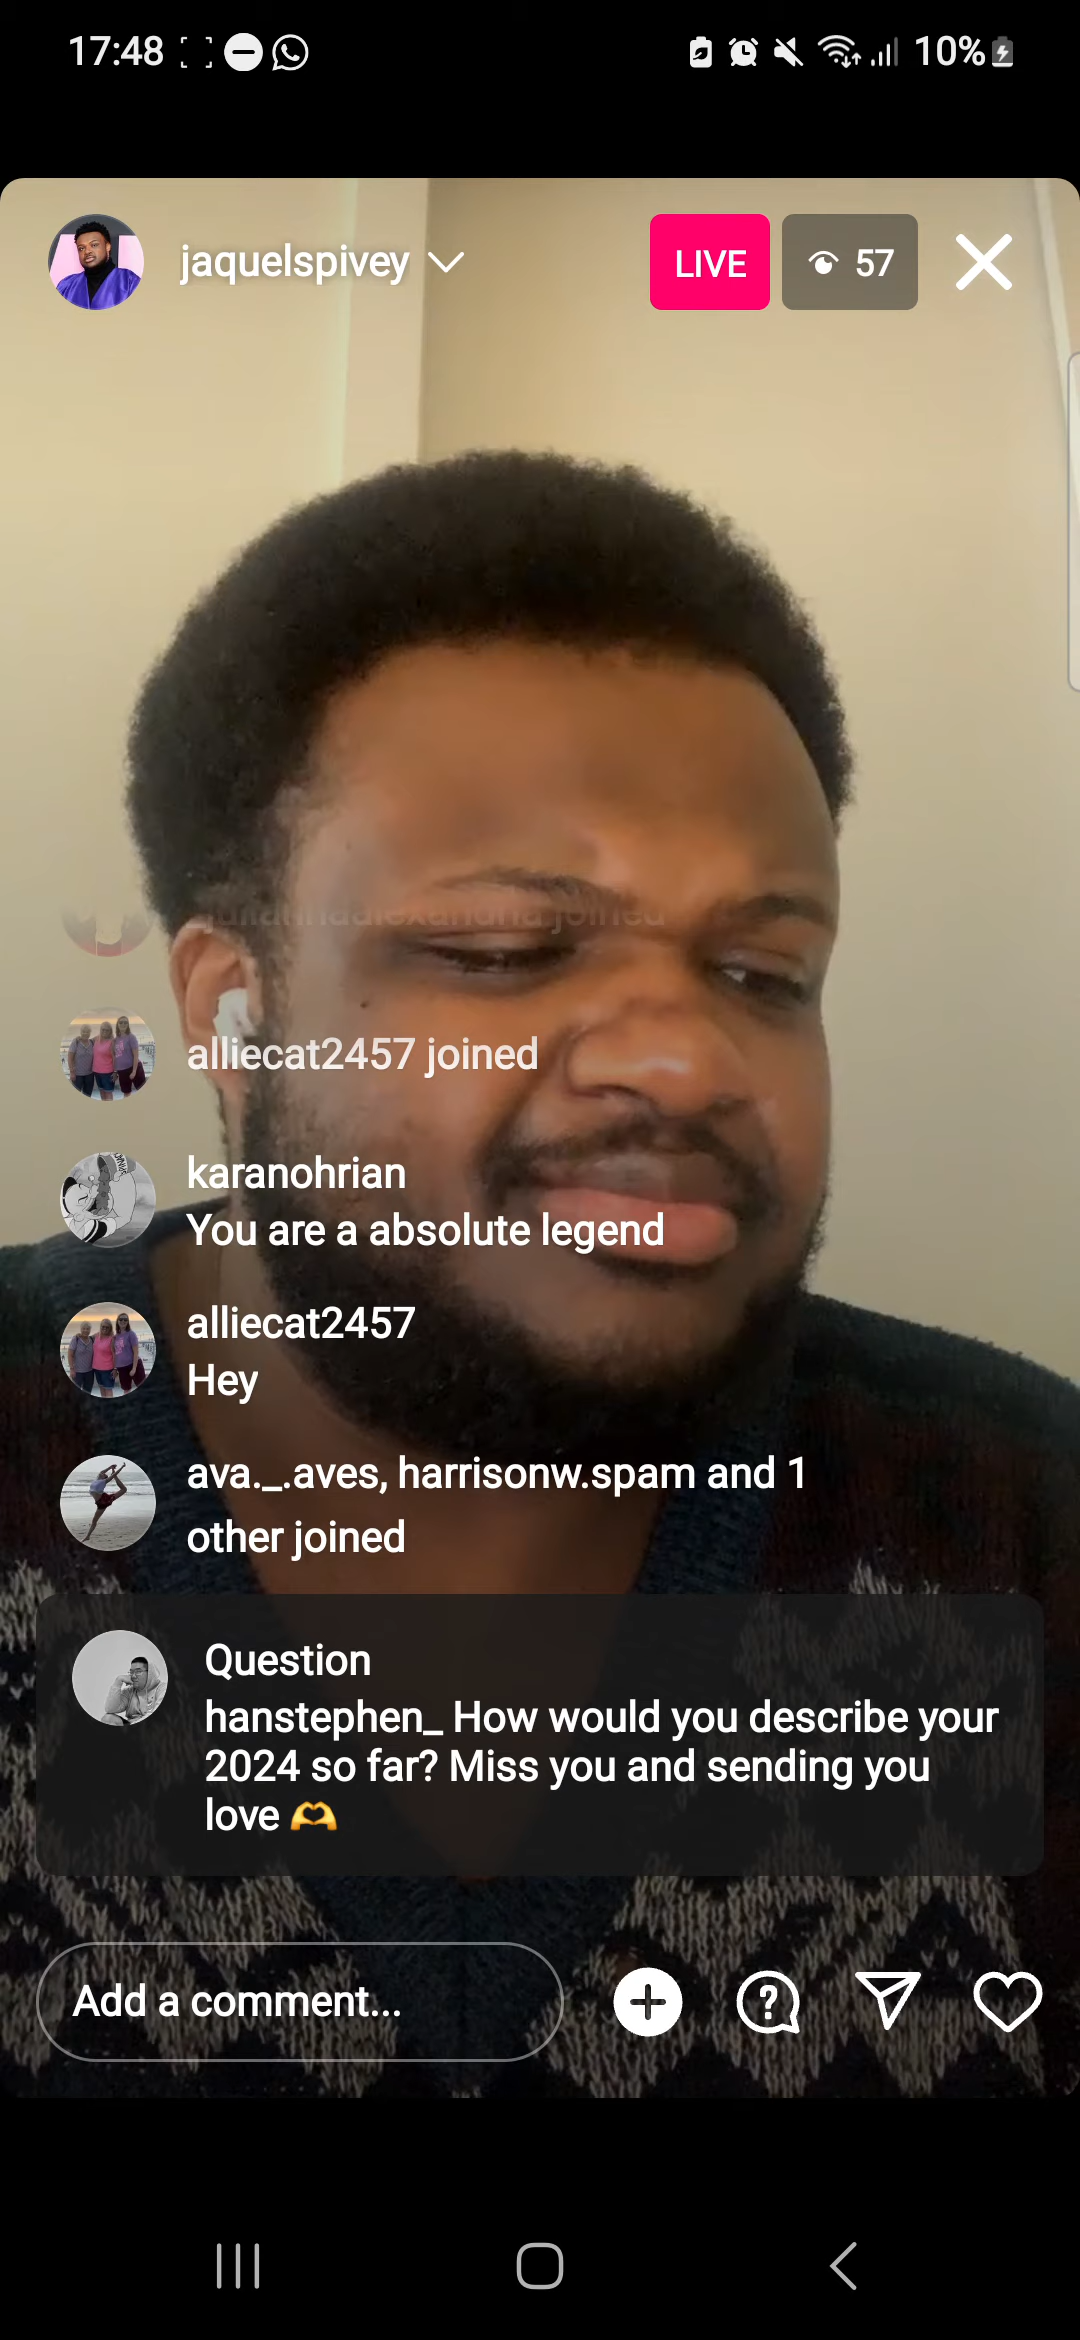 17:48
10%
jaquelspivey
LIVE
57
joined
alliecat2457 joined
karanohrian
You are a absolute legend
alliecat2457
Hey
ava._.aves, harrisonw.spam and 1
other joined
Question
hanstephen_ How would you describe your
2024 so far? Miss you and sending you
love 🫶
Add a comment...